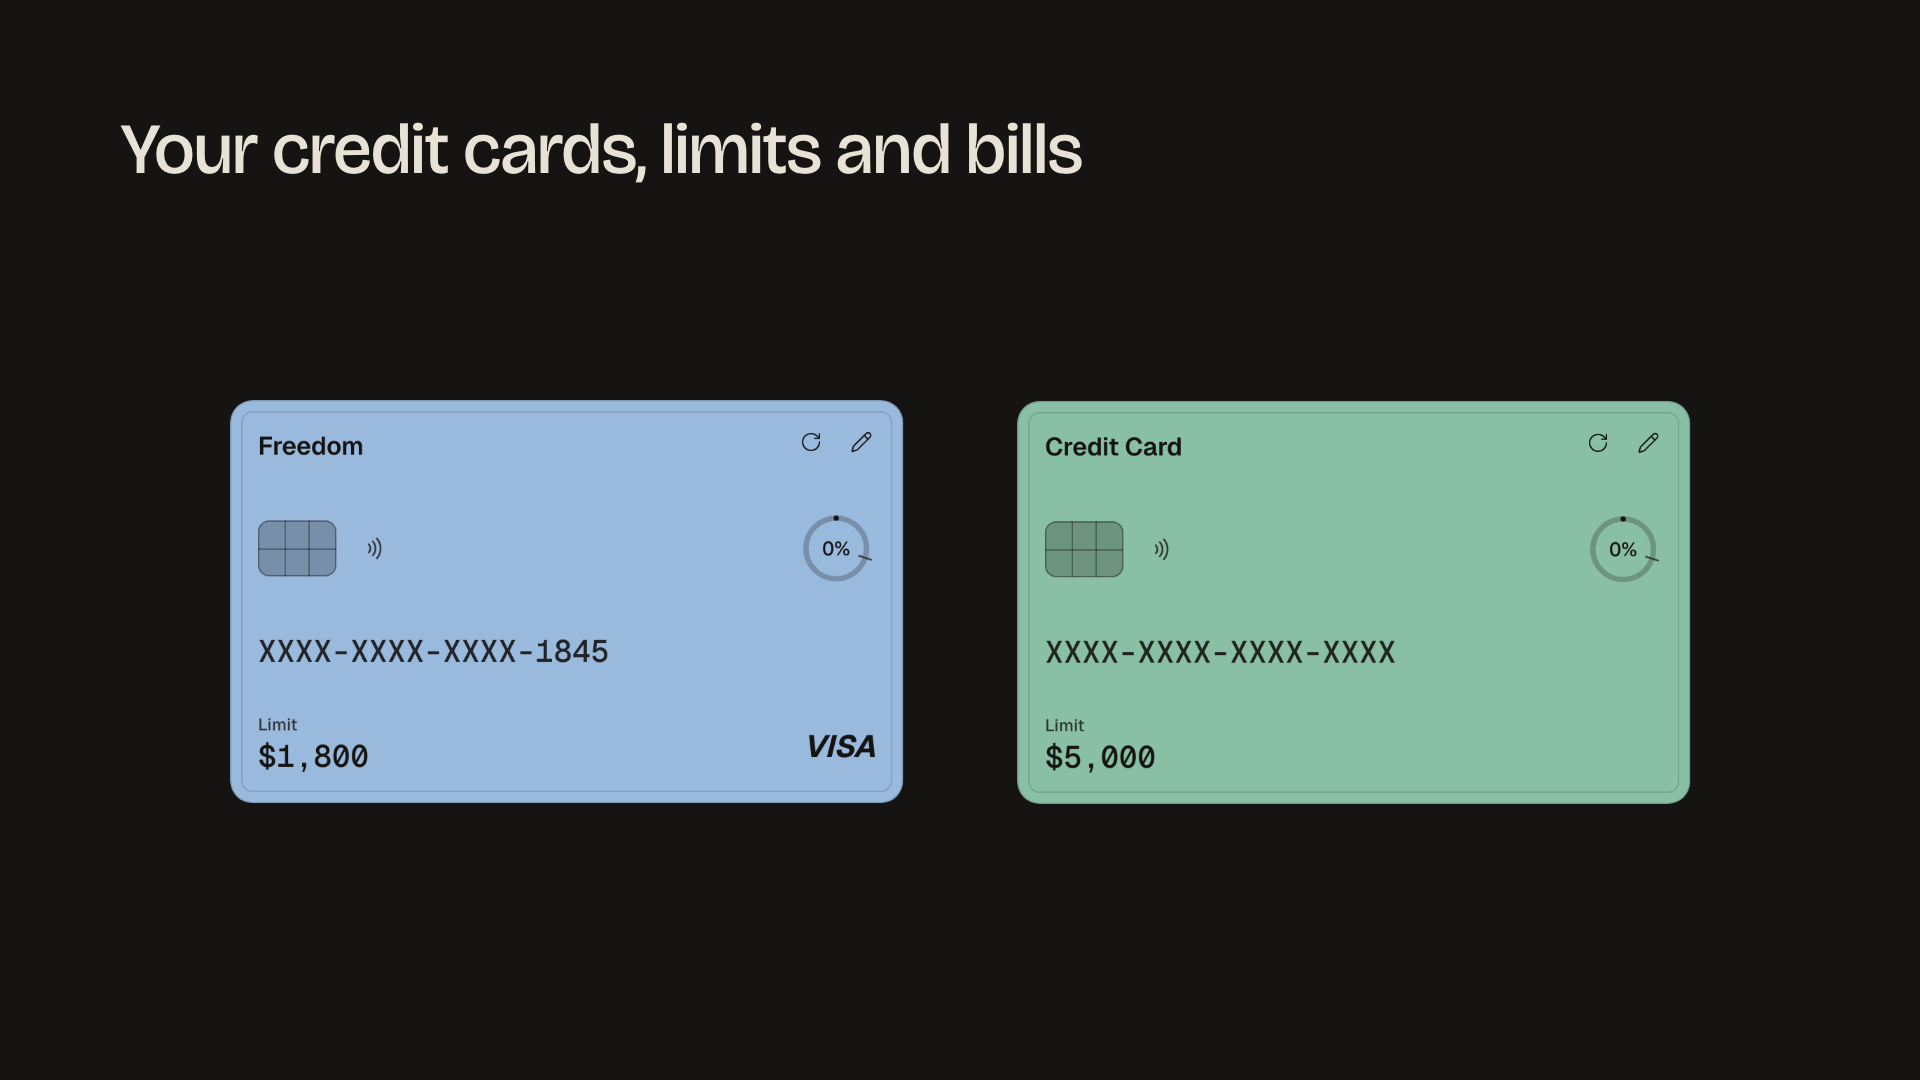 Your credit cards, limits and bills
Freedom
0%
XXXX-XXXX-XXXX-1845
Limit
$1,800
VISA
Credit Card
0%
XXXX-XXXX-XXXX-XXXX
Limit
$5,000